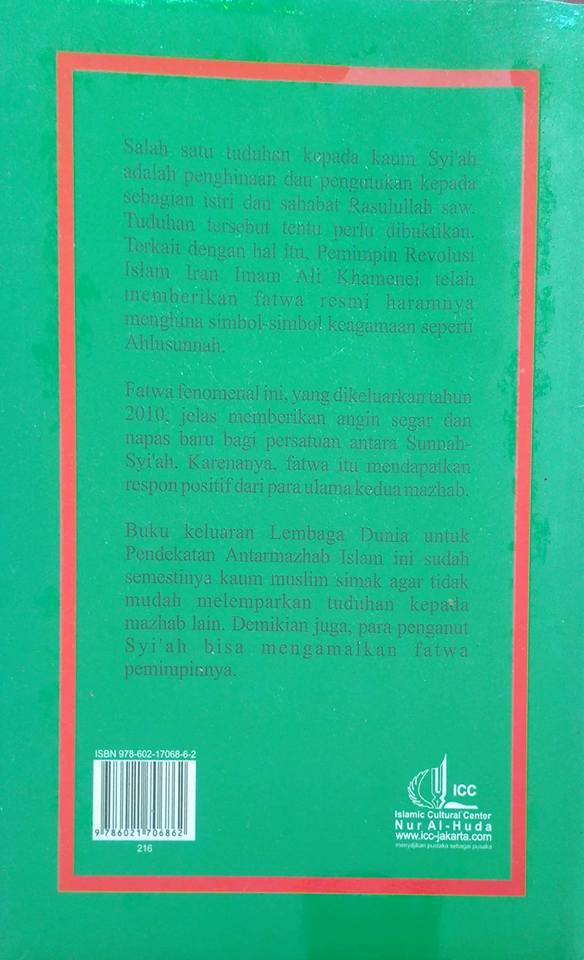 Salah satu tuduhan kepada kaum Syi'ah
adalah penghinaan dan pengutukan kepada
sebagian istri dan sahabat Rasulullah saw.
Tuduhan tersebut tentu perlu dibuktikan.
Terkait dengan hal itu, Pemimpin Revolusi
Islam Iran Imam Ali Khamenei telah
memberikan fatwa resmi haramnya
menghina simbol-simbol keagamaan seperti
Ahlusunnah.
Fatwa fenomenal ini, yang dikeluarkan tahun
2010, jelas memberikan angin segar dan
napas baru bagi persatuan antara Sunnah-
Syi'ah. Karenanya, fatwa itu mendapatkan
respon positif dari para ulama kedua mazhab.
Buku keluaran Lembaga Dunia untuk
Pendekatan Antarmazhab Islam ini sudah
semestinya kaum muslim simak agar tidak
mudah melemparkan tuduhan kepada
mazhab lain. Demikian juga, para penganut
Syi'ah bisa mengamalkan fatwa
pemimpinnya.
ISBN 978-602-17068-6-2
9 786021 706862
216
ICC
Islamic Cultural Center
Nur Al-Huda
www.icc-jakarta.com
menyajikan pustaka sebagai pusaka